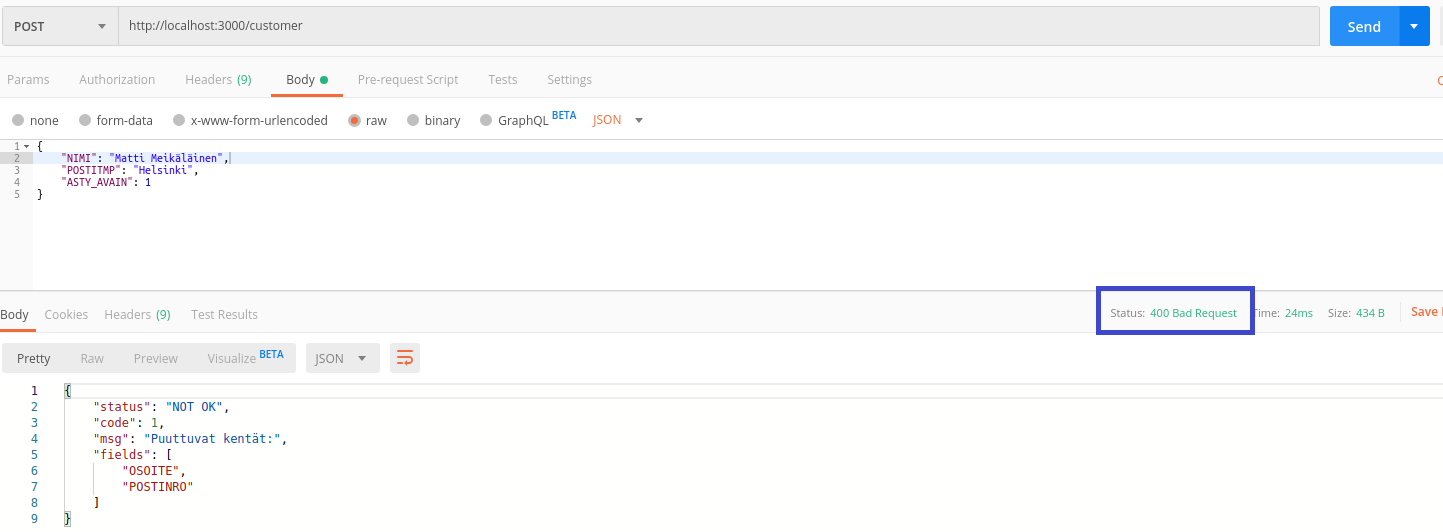 POST http://localhost:3000/customer Send
Params Authorization Headers (9) Body Pre-request Script Tests Settings
none form-data x-www-form-urlencoded raw binary GraphQL BETA JSON
1 {
2 "NIMI": "Matti Meikäläinen",
3 "POSTITMP": "Helsinki",
4 "ASTY_AVAIN": 1
5 }
Body Cookies Headers (9) Test Results Status: 400 Bad Request Time: 24ms Size: 434 B Save
Pretty Raw Preview Visualize BETA JSON
1 {
2 "status": "NOT OK",
3 "code": 1,
4 "msg": "Puuttuvat kentät:",
5 "fields": [
6 "OSOITE",
7 "POSTINRO"
8 ]
9 }